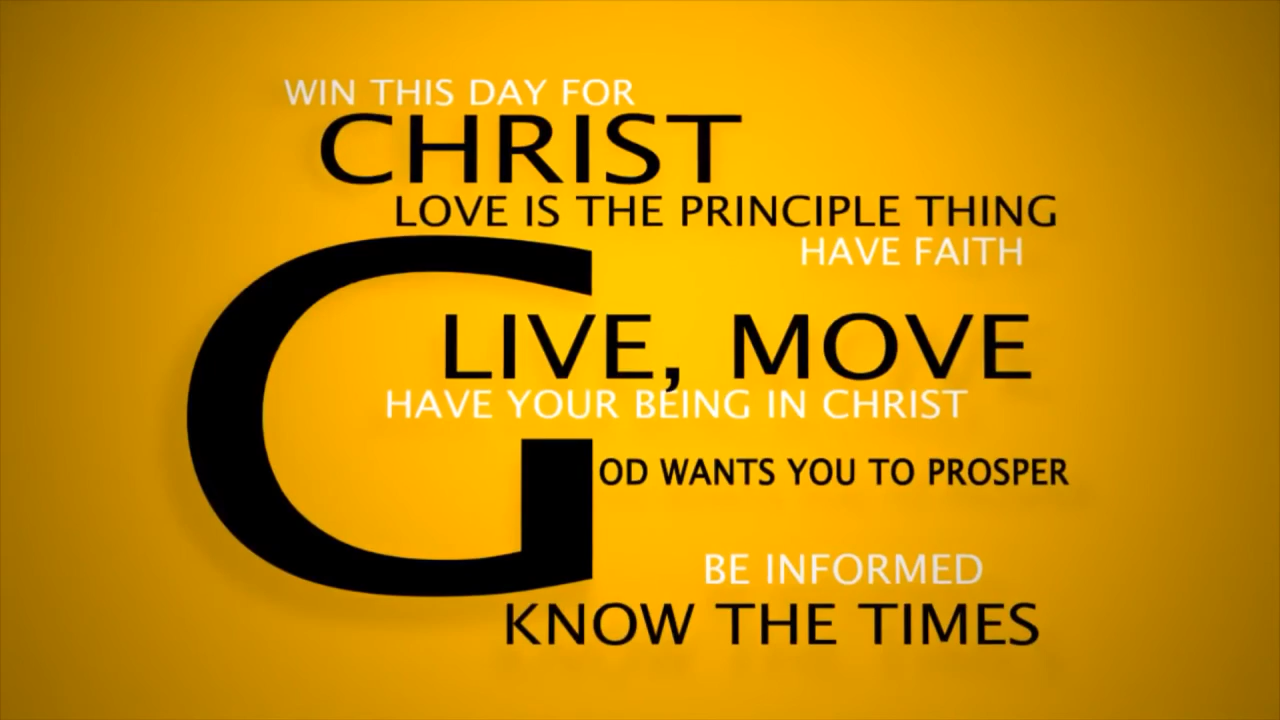 WIN THIS DAY FOR
CHRIST
LOVE IS THE PRINCIPLE THING
HAVE FAITH
LIVE, MOVE
HAVE YOUR BEING IN CHRIST
GOD WANTS YOU TO PROSPER
BE INFORMED
KNOW THE TIMES